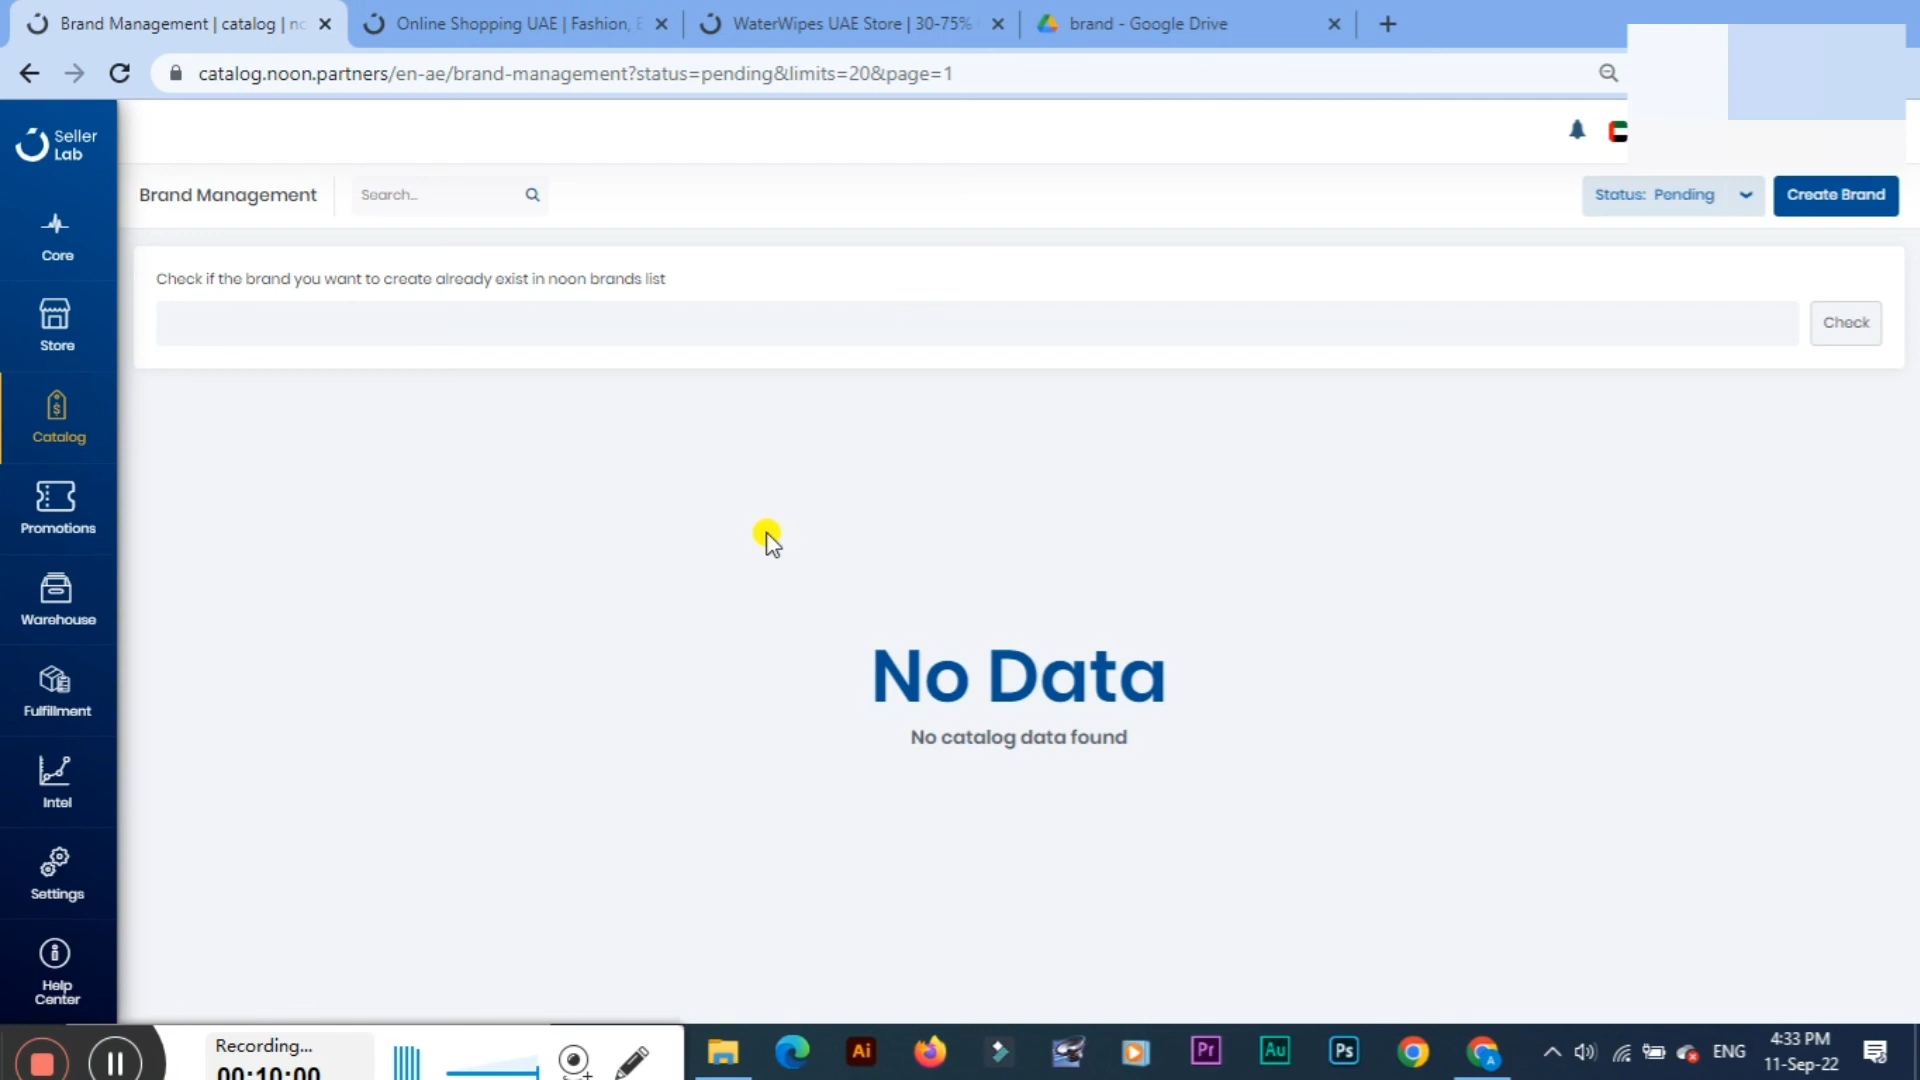 Brand Management | catalog | no
Online Shopping UAE | Fashion, E
WaterWipes UAE Store | 30-75%
brand - Google Drive
catalog.noon.partners/en-ae/brand-management?status=pending&limits=20&page=1
Seller
Lab
Brand Management
Search...
Status: Pending
Create Brand
Core
Check if the brand you want to create already exist in noon brands list
Check
Store
Catalog
Promotions
Warehouse
Fulfillment
No Data
No catalog data found
Intel
Settings
Help
Center
Recording...
00:10:00
Ai
Pr
Au
Ps
A
ENG
4:33 PM
11-Sep-22